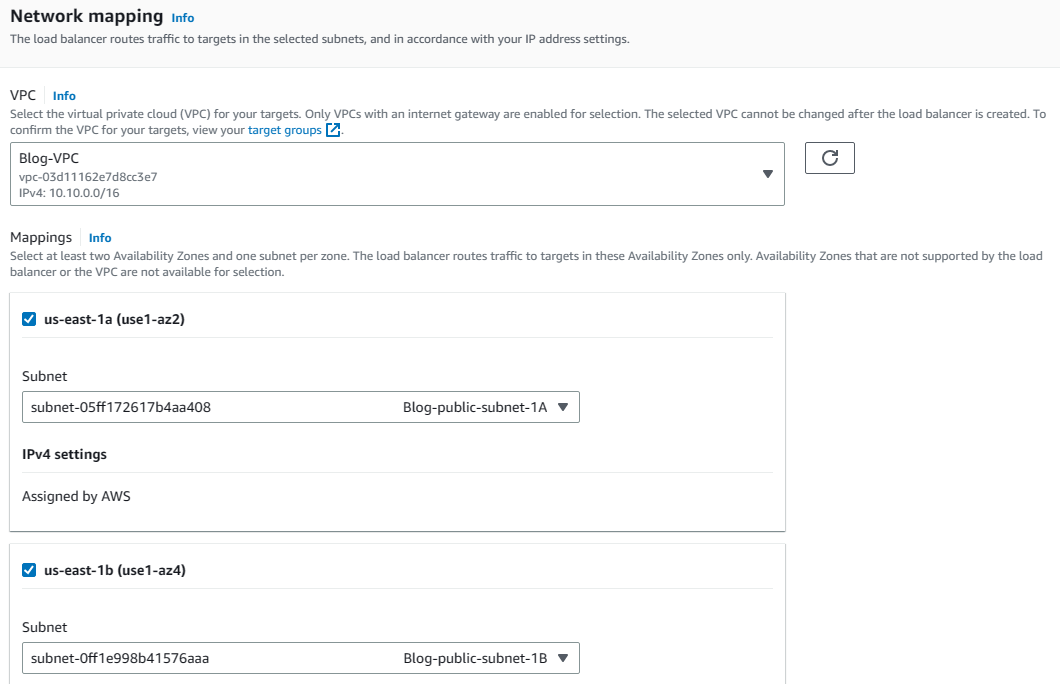 Network mapping Info
The load balancer routes traffic to targets in the selected subnets, and in accordance with your IP address settings.
VPC Info
Select the virtual private cloud (VPC) for your targets. Only VPCs with an internet gateway are enabled for selection. The selected VPC cannot be changed after the load balancer is created. To
confirm the VPC for your targets, view your target groups.
Blog-VPC
vpc-03d11162e7d8cc3e7
IPv4: 10.10.0.0/16
Mappings Info
Select at least two Availability Zones and one subnet per zone. The load balancer routes traffic to targets in these Availability Zones only. Availability Zones that are not supported by the load
balancer or the VPC are not available for selection.
us-east-1a (use1-az2)
Subnet
subnet-05ff172617b4aa408 Blog-public-subnet-1A
IPv4 settings
Assigned by AWS
us-east-1b (use1-az4)
Subnet
subnet-0ff1e998b41576aaa Blog-public-subnet-1B